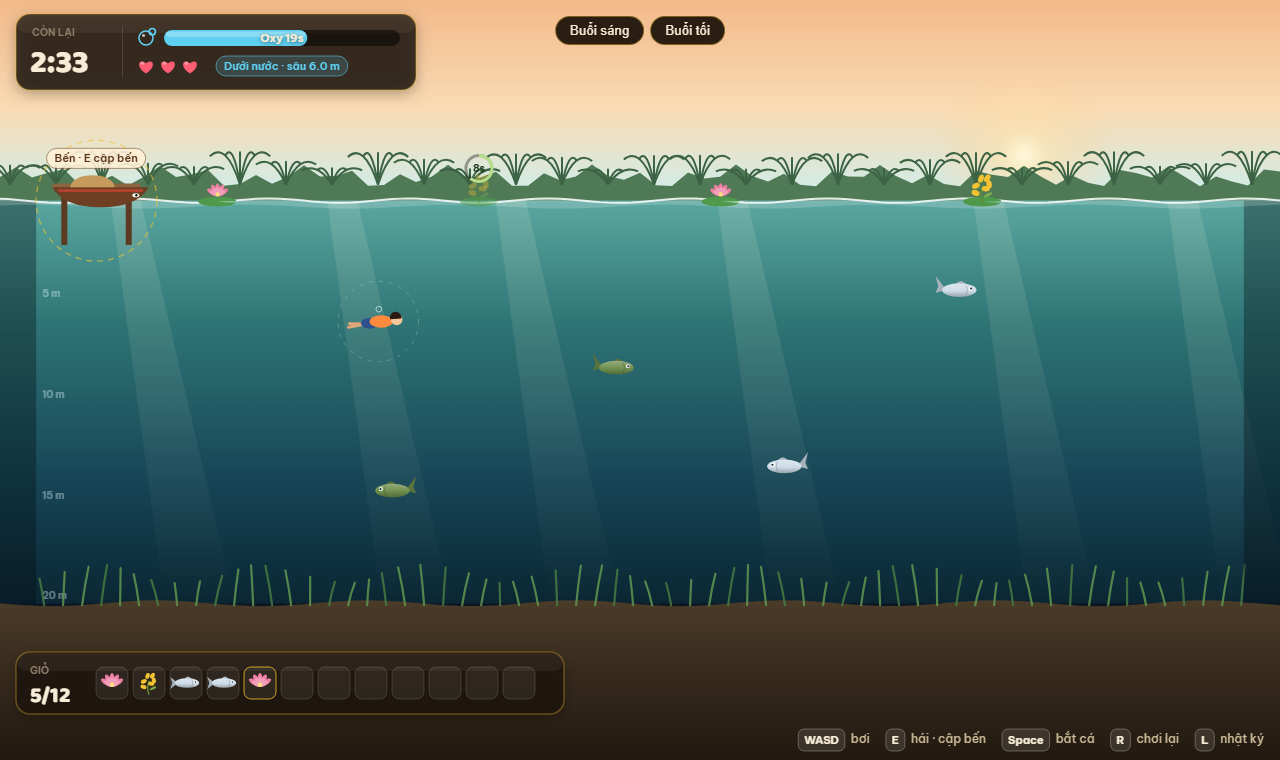 CÒN LẠI
2:33
Oxy 19s
Dưới nước · sâu 6.0 m
Buổi sáng
Buổi tối
Bến · E cập bến
8s
5 m
10 m
15 m
20 m
GIỎ
5/12
WASD bơi E hái · cập bến Space bắt cá R chơi lại L nhật ký